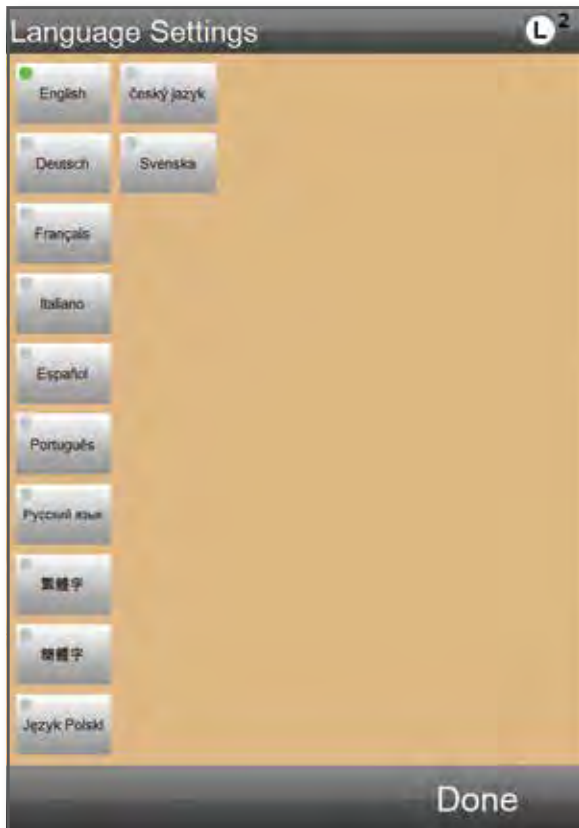 Language Settings
L²
English
český jazyk
Deutsch
Svenska
Français
Italiano
Español
Português
Русский язык
繁體字
簡體字
Język Polski
Done